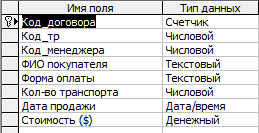 Имя поля Тип данных
Код_договора Счетчик
Код_тр Числовой
Код_менеджера Числовой
ФИО покупателя Текстовый
Форма оплаты Текстовый
Кол-во транспорта Числовой
Дата продажи Дата/время
Стоимость ($) Денежный